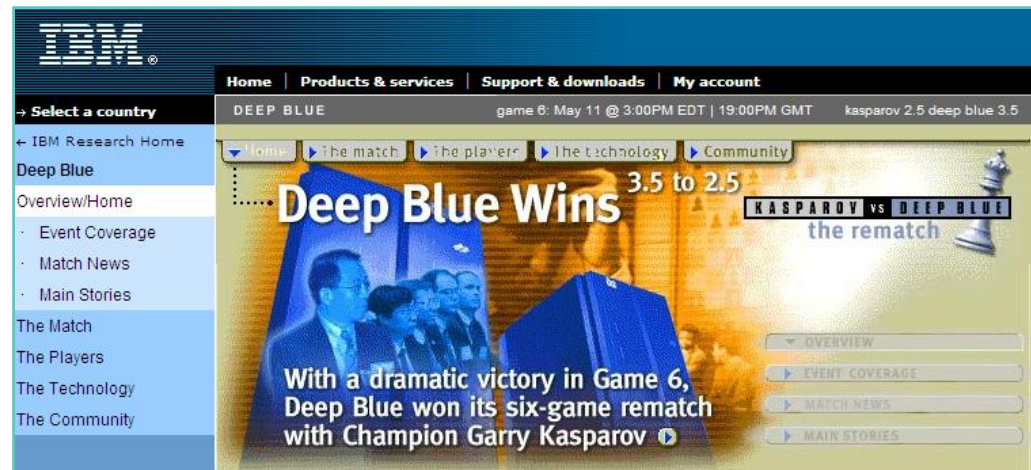 IBM®
Home | Products & services | Support & downloads | My account
→ Select a country
DEEP BLUE game 6: May 11 @ 3:00PM EDT | 19:00PM GMT kasparov 2.5 deep blue 3.5
← IBM Research Home
Deep Blue
Overview/Home
· Event Coverage
· Match News
· Main Stories
The Match
The Players
The Technology
The Community
Home The match The players The technology Community
Deep Blue Wins 3.5 to 2.5
KASPAROV VS DEEP BLUE
the rematch
With a dramatic victory in Game 6,
Deep Blue won its six-game rematch
with Champion Garry Kasparov
OVERVIEW
EVENT COVERAGE
MATCH NEWS
MAIN STORIES